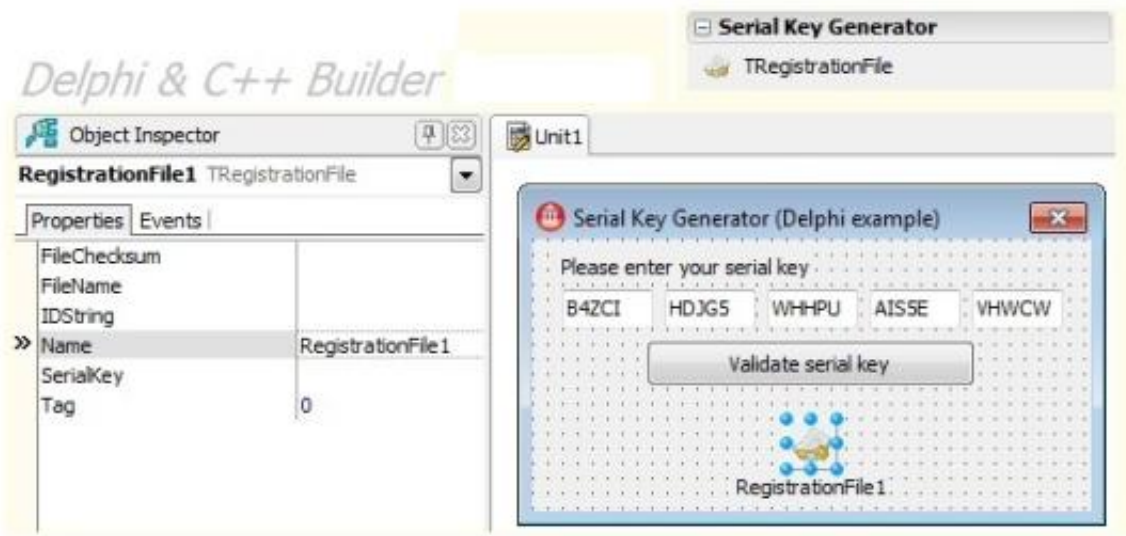 Serial Key Generator
TRegistrationFile
Delphi & C++ Builder
Object Inspector
RegistrationFile1 TRegistrationFile
Properties Events
FileChecksum
FileName
IDString
Name RegistrationFile1
SerialKey
Tag 0
Unit1
Serial Key Generator (Delphi example)
Please enter your serial key
B4ZCI HDJG5 WHHPU AIS5E VHWCW
Validate serial key
RegistrationFile1